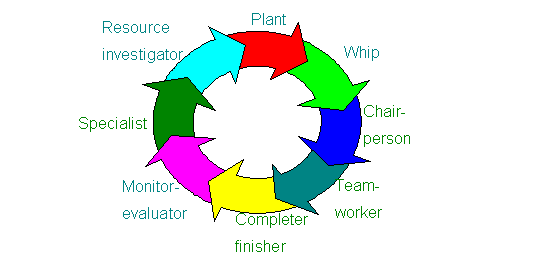 Plant
Whip
Chair-
person
Team-
worker
Completer
finisher
Monitor-
evaluator
Specialist
Resource
investigator